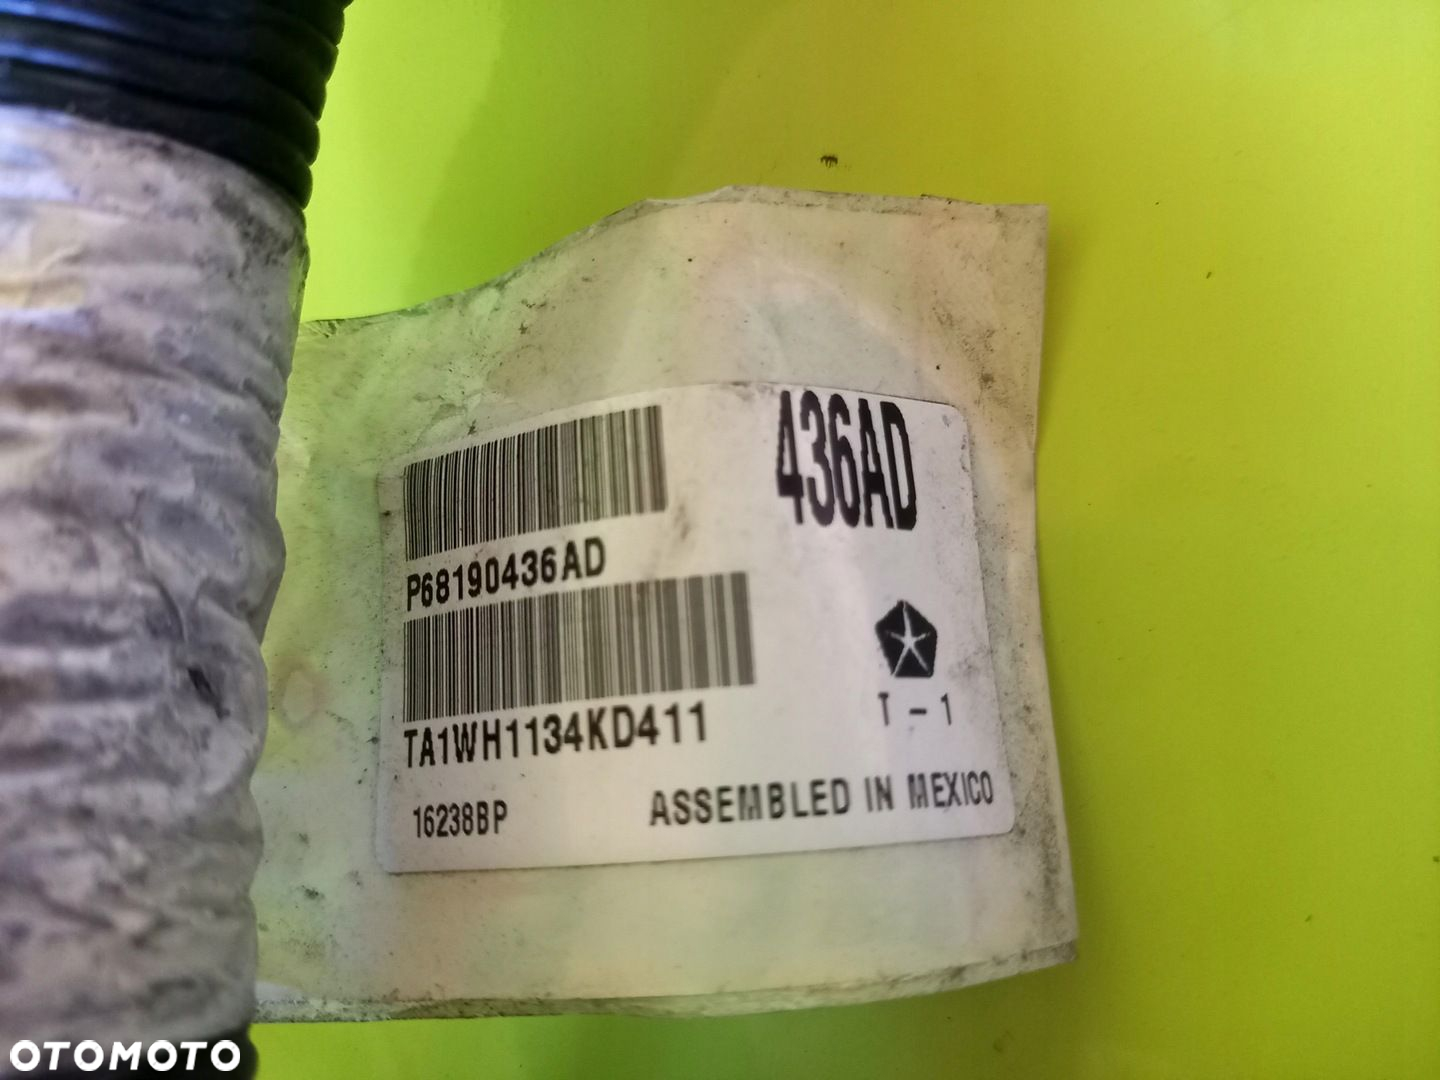 436AD
P68190436AD
TA1WH1134KD411
T-1
16238BP
ASSEMBLED IN MEXICO
OTOMOTO